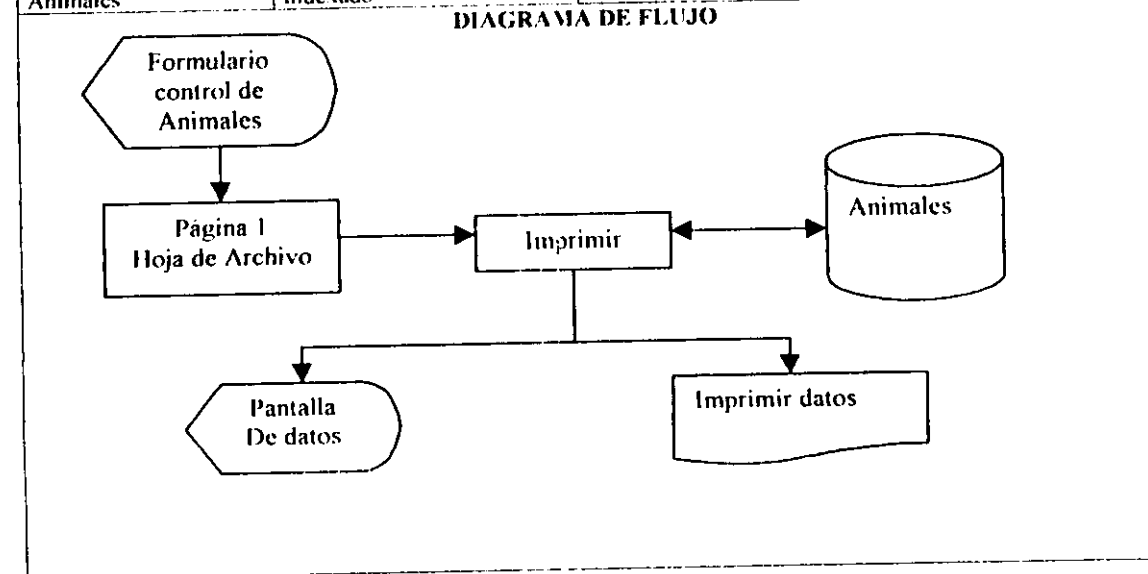 Animales
DIAGRAMA DE FLUJO
Formulario
control de
Animales
Página 1
Hoja de Archivo
Imprimir
Animales
Pantalla
De datos
Imprimir datos